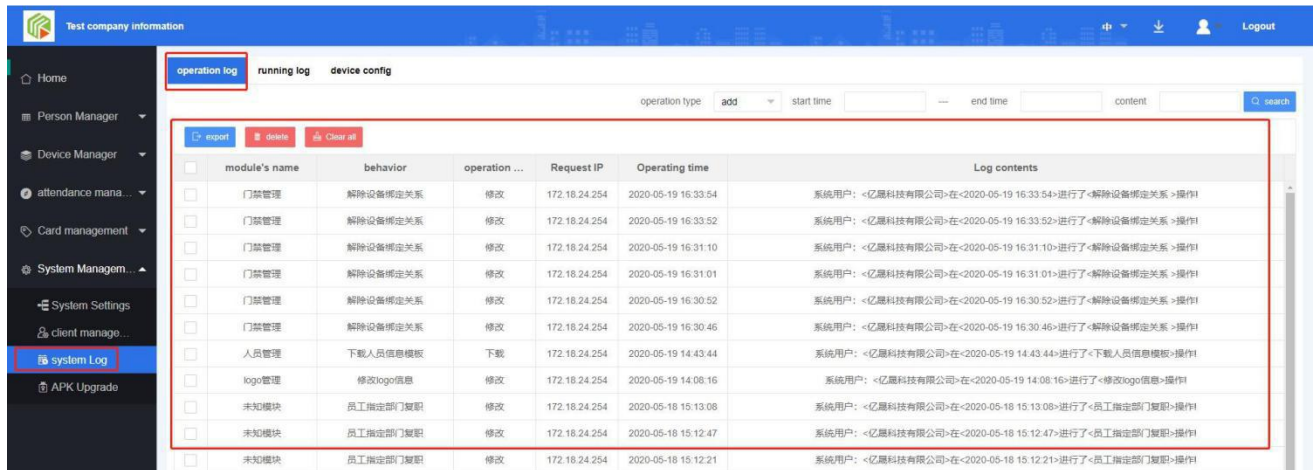 Test company information 中 Logout
Home
Person Manager
Device Manager
attendance mana...
Card management
System Managem...
System Settings
client manage...
system Log
APK Upgrade
operation log running log device config
operation type add start time — end time content search
export delete Clear all
module's name behavior operation ... Request IP Operating time Log contents
门禁管理 解除设备绑定关系 修改 172.18.24.254 2020-05-19 16:33:54 系统用户：<亿晟科技有限公司>在<2020-05-19 16:33:54>进行了<解除设备绑定关系 >操作!
门禁管理 解除设备绑定关系 修改 172.18.24.254 2020-05-19 16:33:52 系统用户：<亿晟科技有限公司>在<2020-05-19 16:33:52>进行了<解除设备绑定关系 >操作!
门禁管理 解除设备绑定关系 修改 172.18.24.254 2020-05-19 16:31:10 系统用户：<亿晟科技有限公司>在<2020-05-19 16:31:10>进行了<解除设备绑定关系 >操作!
门禁管理 解除设备绑定关系 修改 172.18.24.254 2020-05-19 16:31:01 系统用户：<亿晟科技有限公司>在<2020-05-19 16:31:01>进行了<解除设备绑定关系 >操作!
门禁管理 解除设备绑定关系 修改 172.18.24.254 2020-05-19 16:30:52 系统用户：<亿晟科技有限公司>在<2020-05-19 16:30:52>进行了<解除设备绑定关系 >操作!
门禁管理 解除设备绑定关系 修改 172.18.24.254 2020-05-19 16:30:46 系统用户：<亿晟科技有限公司>在<2020-05-19 16:30:46>进行了<解除设备绑定关系 >操作!
人员管理 下载人员信息模板 下载 172.18.24.254 2020-05-19 14:43:44 系统用户：<亿晟科技有限公司>在<2020-05-19 14:43:44>进行了<下载人员信息模板>操作!
logo管理 修改logo信息 修改 172.18.24.254 2020-05-19 14:08:16 系统用户：<亿晟科技有限公司>在<2020-05-19 14:08:16>进行了<修改logo信息>操作!
未知模块 员工指定部门复职 修改 172.18.24.254 2020-05-18 15:13:08 系统用户：<亿晟科技有限公司>在<2020-05-18 15:13:08>进行了<员工指定部门复职>操作!
未知模块 员工指定部门复职 修改 172.18.24.254 2020-05-18 15:12:47 系统用户：<亿晟科技有限公司>在<2020-05-18 15:12:47>进行了<员工指定部门复职>操作!
未知模块 员工指定部门复职 修改 172.18.24.254 2020-05-18 15:12:21 系统用户：<亿晟科技有限公司>在<2020-05-18 15:12:21>进行了<员工指定部门复职>操作!